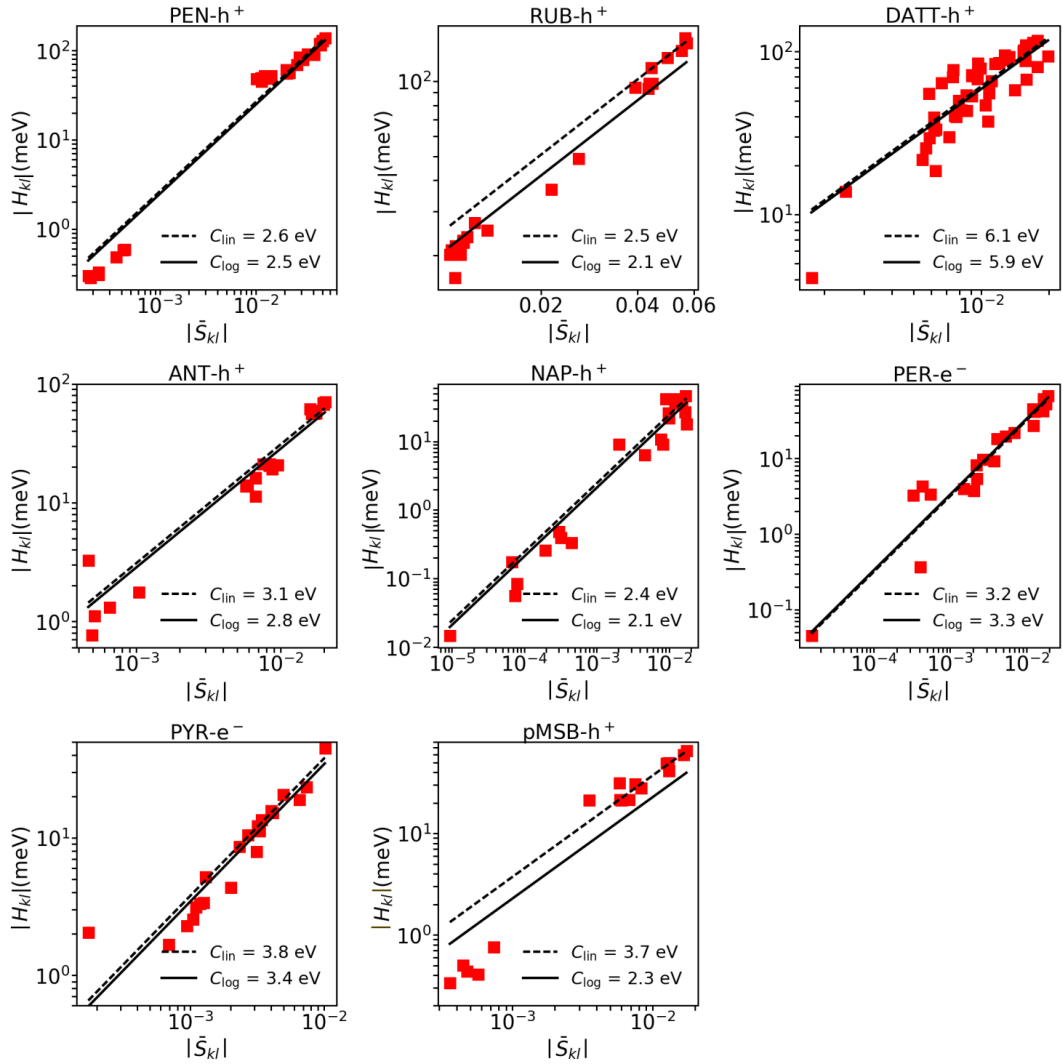 PEN-h⁺
|H_kl|(meV)
10²
10¹
10⁰
C_lin = 2.6 eV
C_log = 2.5 eV
10⁻³
10⁻²
|S̄_kl|
RUB-h⁺
|H_kl|(meV)
10²
C_lin = 2.5 eV
C_log = 2.1 eV
0.02
0.04
0.06
|S̄_kl|
DATT-h⁺
|H_kl|(meV)
10²
10¹
C_lin = 6.1 eV
C_log = 5.9 eV
10⁻²
|S̄_kl|
ANT-h⁺
|H_kl|(meV)
10²
10¹
10⁰
C_lin = 3.1 eV
C_log = 2.8 eV
10⁻³
10⁻²
|S̄_kl|
NAP-h⁺
|H_kl|(meV)
10¹
10⁰
10⁻¹
10⁻²
C_lin = 2.4 eV
C_log = 2.1 eV
10⁻⁵
10⁻⁴
10⁻³
10⁻²
|S̄_kl|
PER-e⁻
|H_kl|(meV)
10¹
10⁰
10⁻¹
C_lin = 3.2 eV
C_log = 3.3 eV
10⁻⁴
10⁻³
10⁻²
|S̄_kl|
PYR-e⁻
|H_kl|(meV)
10¹
10⁰
C_lin = 3.8 eV
C_log = 3.4 eV
10⁻³
10⁻²
|S̄_kl|
pMSB-h⁺
|H_kl|(meV)
10¹
10⁰
C_lin = 3.7 eV
C_log = 2.3 eV
10⁻³
10⁻²
|S̄_kl|